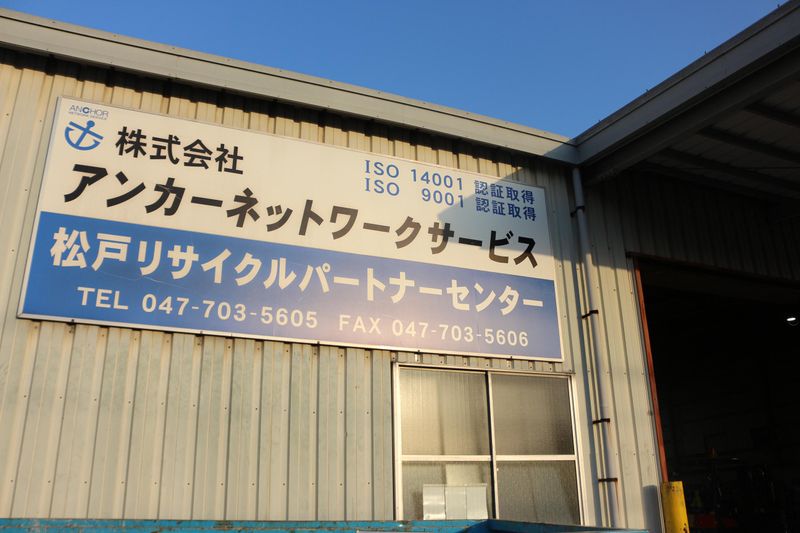 ANCHOR
NETWORK SERVICE
株式会社
ISO 14001 認証取得
ISO 9001 認証取得
アンカーネットワークサービス
松戸リサイクルパートナーセンター
TEL 047-703-5605 FAX 047-703-5606